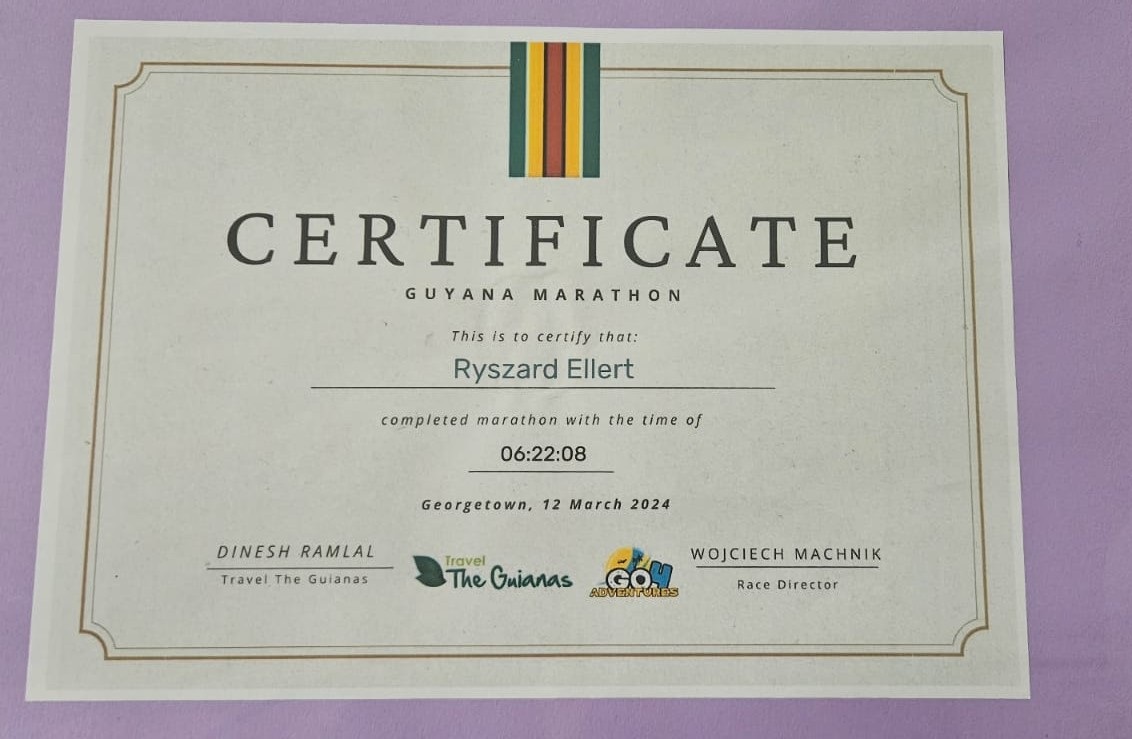 CERTIFICATE
GUYANA MARATHON
This is to certify that:
Ryszard Ellert
completed marathon with the time of
06:22:08
Georgetown, 12 March 2024
DINESH RAMLAL
Travel The Guianas
Travel
The Guianas
GO4
ADVENTURES
WOJCIECH MACHNIK
Race Director